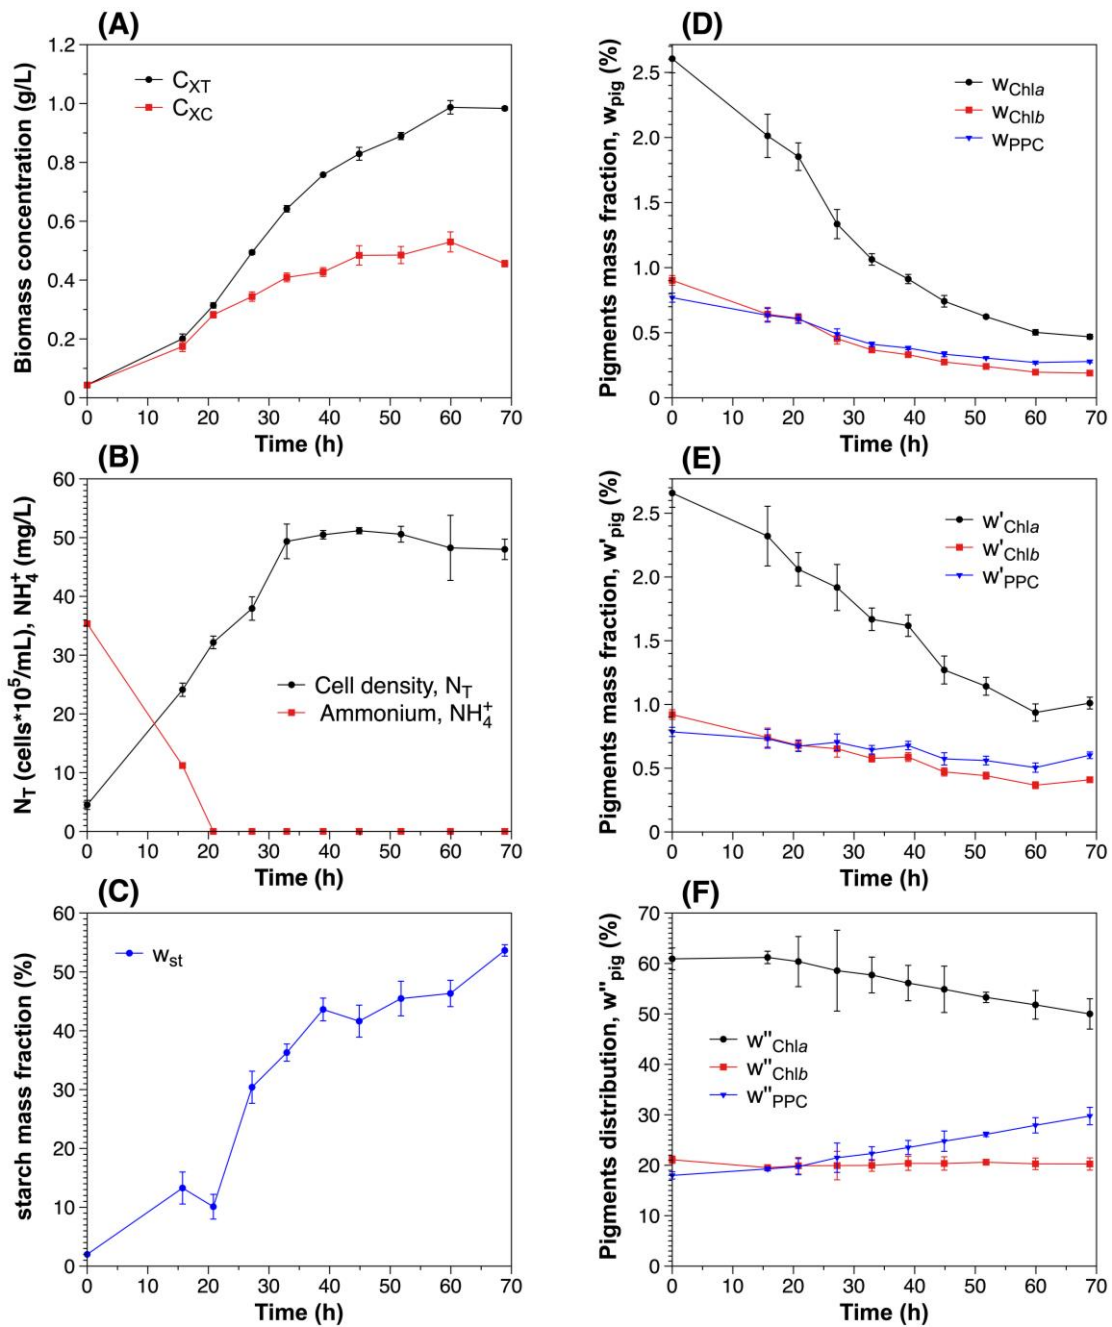 (A)
Biomass concentration (g/L)
1.2
1.0
0.8
0.6
0.4
0.2
0
C_XT
C_XC
0 10 20 30 40 50 60 70
Time (h)
(B)
N_T (cells*10^5/mL), NH_4^+ (mg/L)
60
50
40
30
20
10
0
Cell density, N_T
Ammonium, NH_4^+
0 10 20 30 40 50 60 70
Time (h)
(C)
starch mass fraction (%)
60
50
40
30
20
10
0
w_st
0 10 20 30 40 50 60 70
Time (h)
(D)
Pigments mass fraction, w_pig (%)
2.5
2.0
1.5
1.0
0.5
0
w_Chla
w_Chlb
w_PPC
0 10 20 30 40 50 60 70
Time (h)
(E)
Pigments mass fraction, w'_pig (%)
2.5
2.0
1.5
1.0
0.5
0
w'_Chla
w'_Chlb
w'_PPC
0 10 20 30 40 50 60 70
Time (h)
(F)
Pigments distribution, w"_pig (%)
70
60
50
40
30
20
10
0
w"_Chla
w"_Chlb
w"_PPC
0 10 20 30 40 50 60 70
Time (h)